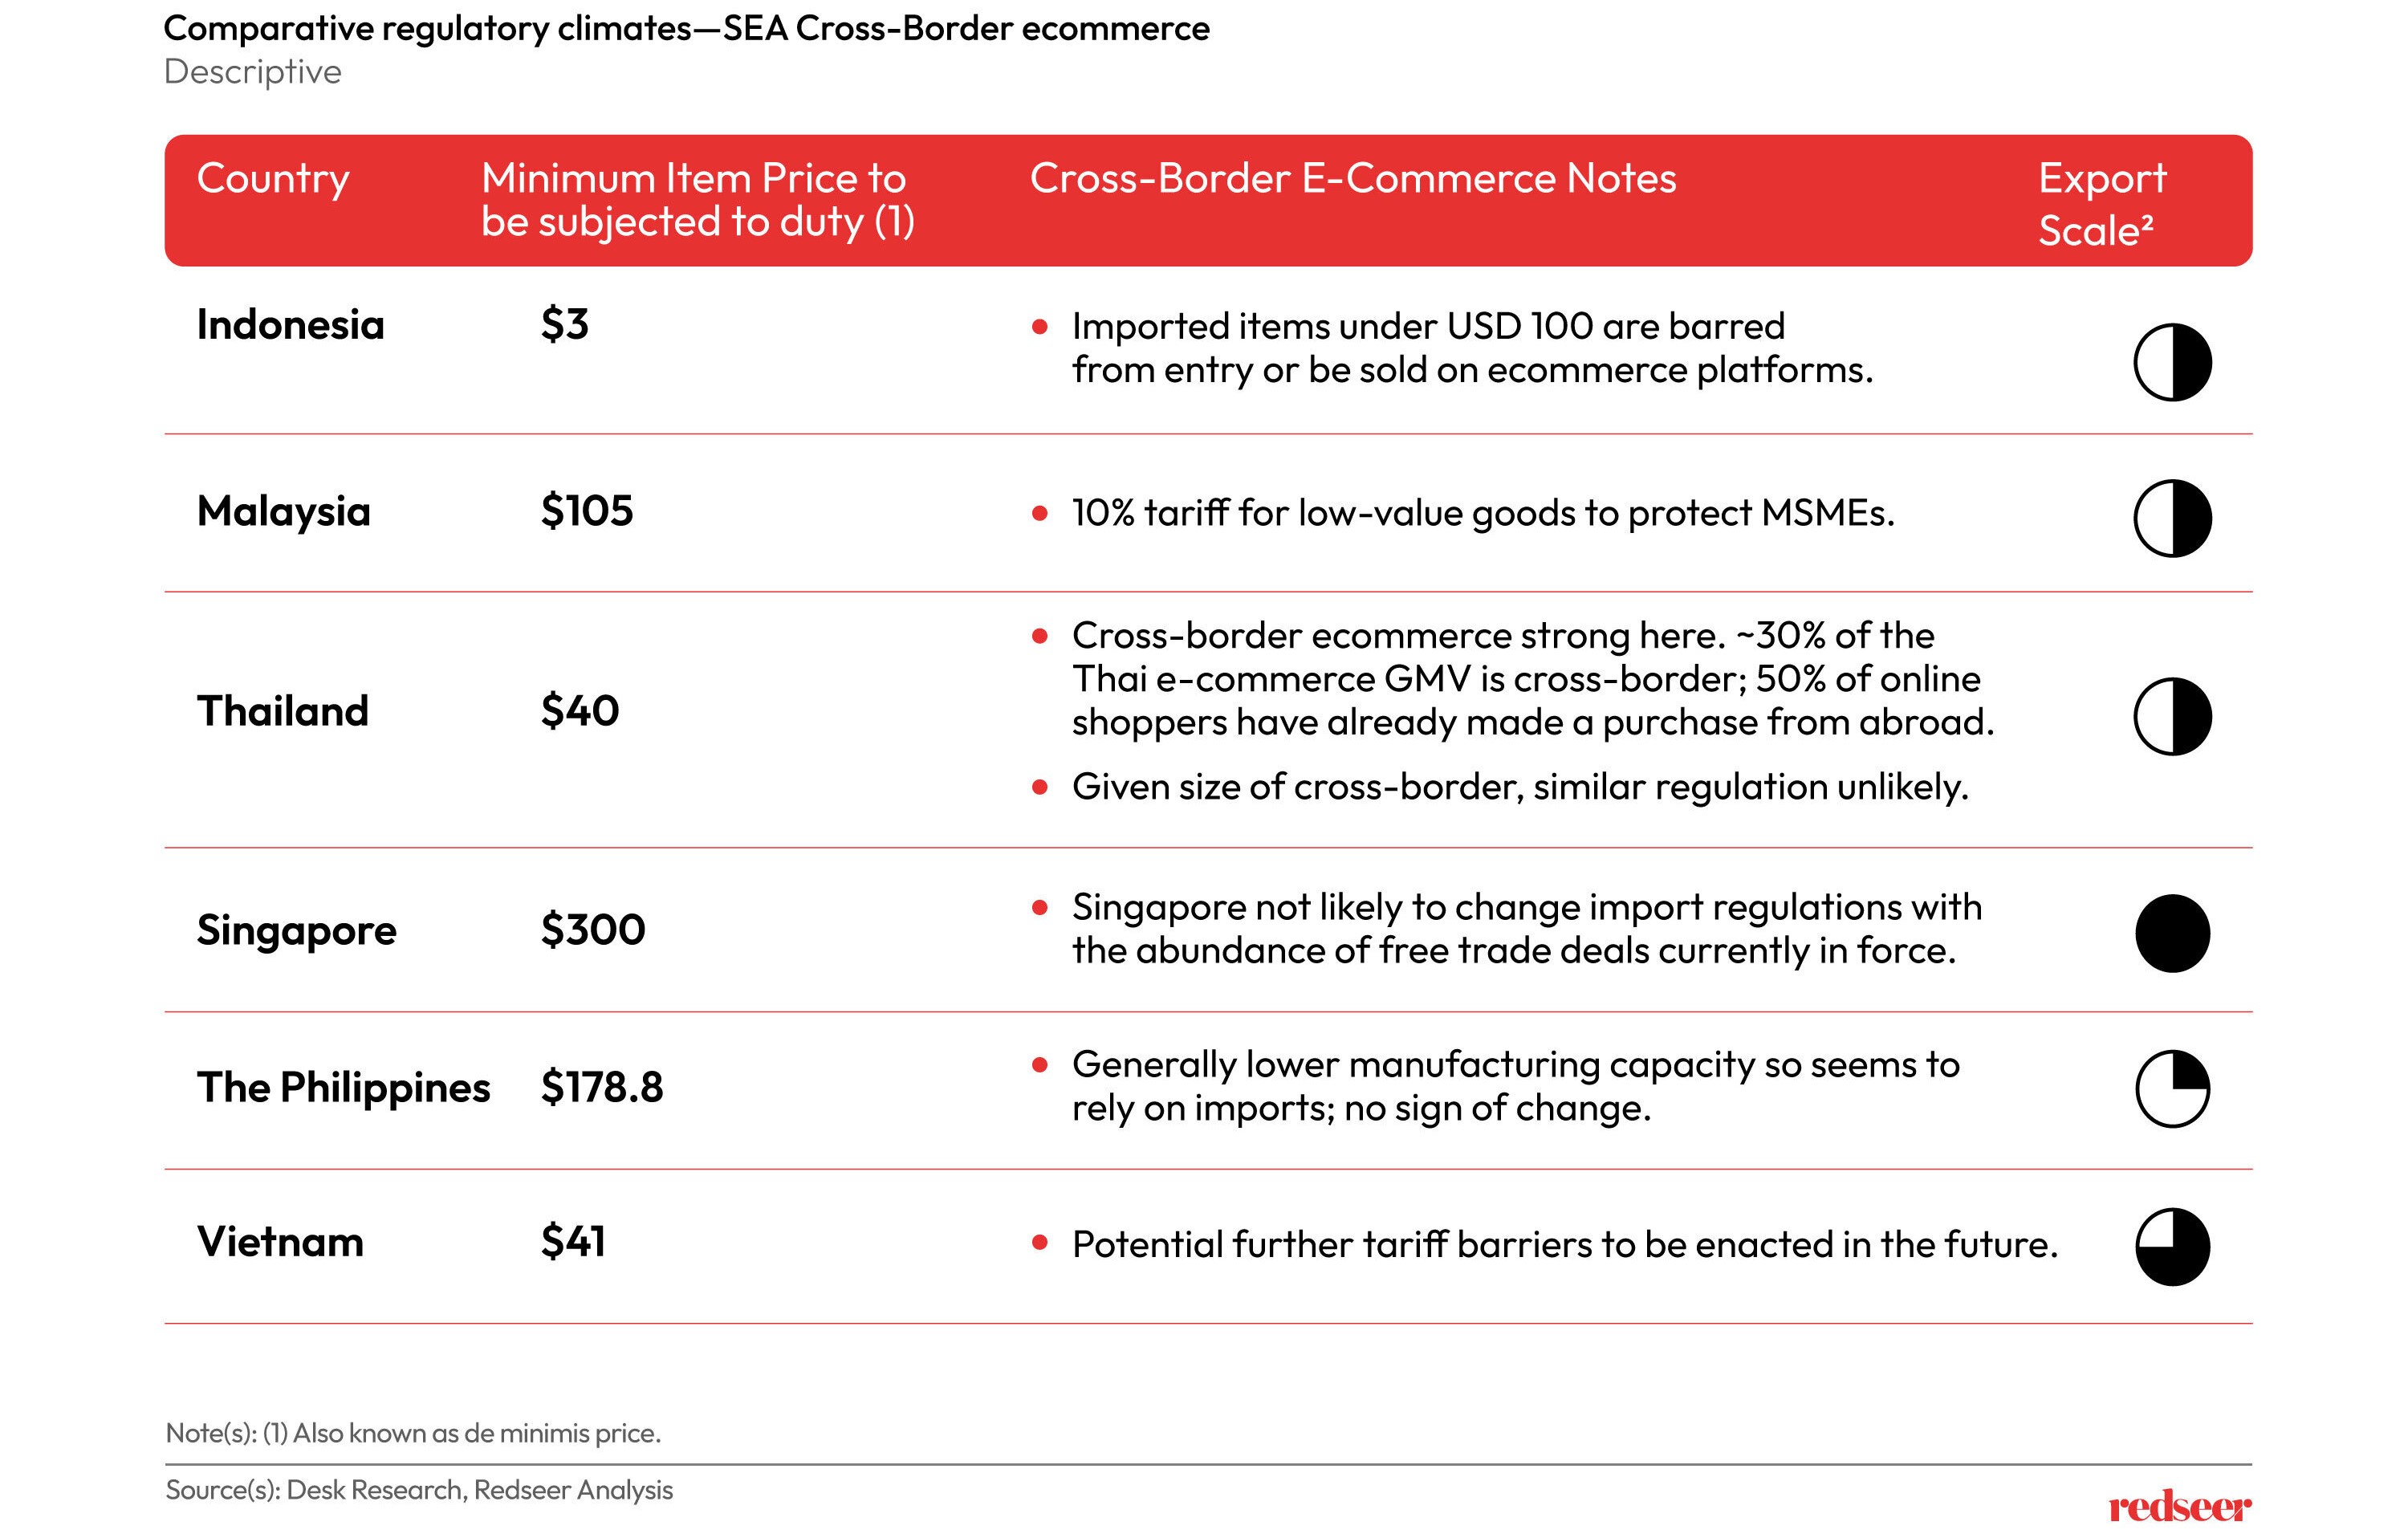 Comparative regulatory climates—SEA Cross-Border ecommerce
Descriptive
Country
Minimum Item Price to
be subjected to duty (1)
Cross-Border E-Commerce Notes
Export
Scale²
Indonesia
$3
Imported items under USD 100 are barred
from entry or be sold on ecommerce platforms.
Malaysia
$105
10% tariff for low-value goods to protect MSMEs.
Thailand
$40
Cross-border ecommerce strong here. ~30% of the
Thai e-commerce GMV is cross-border; 50% of online
shoppers have already made a purchase from abroad.
Given size of cross-border, similar regulation unlikely.
Singapore
$300
Singapore not likely to change import regulations with
the abundance of free trade deals currently in force.
The Philippines
$178.8
Generally lower manufacturing capacity so seems to
rely on imports; no sign of change.
Vietnam
$41
Potential further tariff barriers to be enacted in the future.
Note(s): (1) Also known as de minimis price.
Source(s): Desk Research, Redseer Analysis
redseer